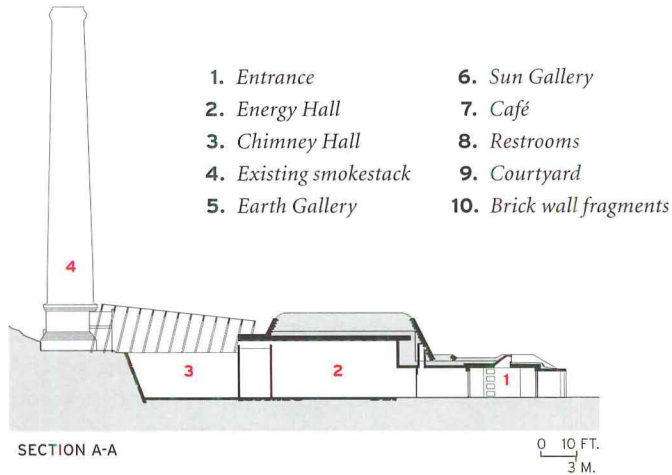 1. Entrance
2. Energy Hall
3. Chimney Hall
4. Existing smokestack
5. Earth Gallery
6. Sun Gallery
7. Café
8. Restrooms
9. Courtyard
10. Brick wall fragments
4
3
2
1
SECTION A-A
0 10 FT.
3 M.